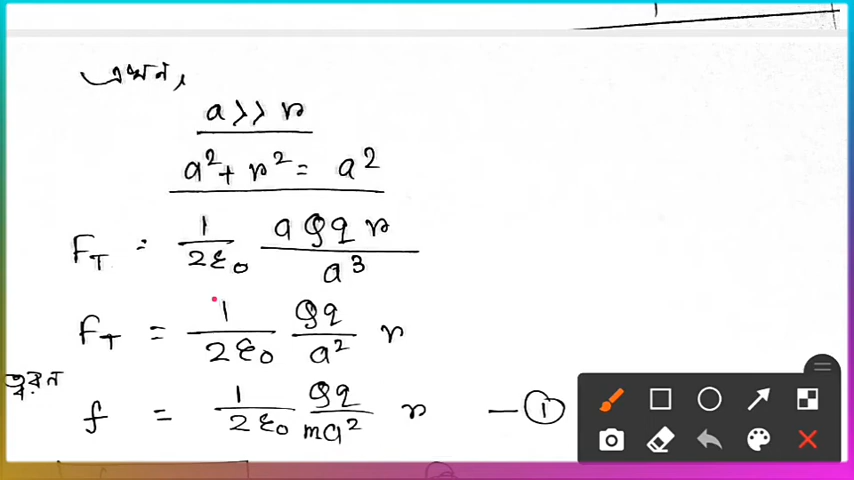 এখন,
a >> r
a² + r² = a²
F_T = 1/2ε₀ aρqr/a³
F_T = 1/2ε₀ ρq/a² r
ত্বরন f = 1/2ε₀ ρq/ma² r — ①